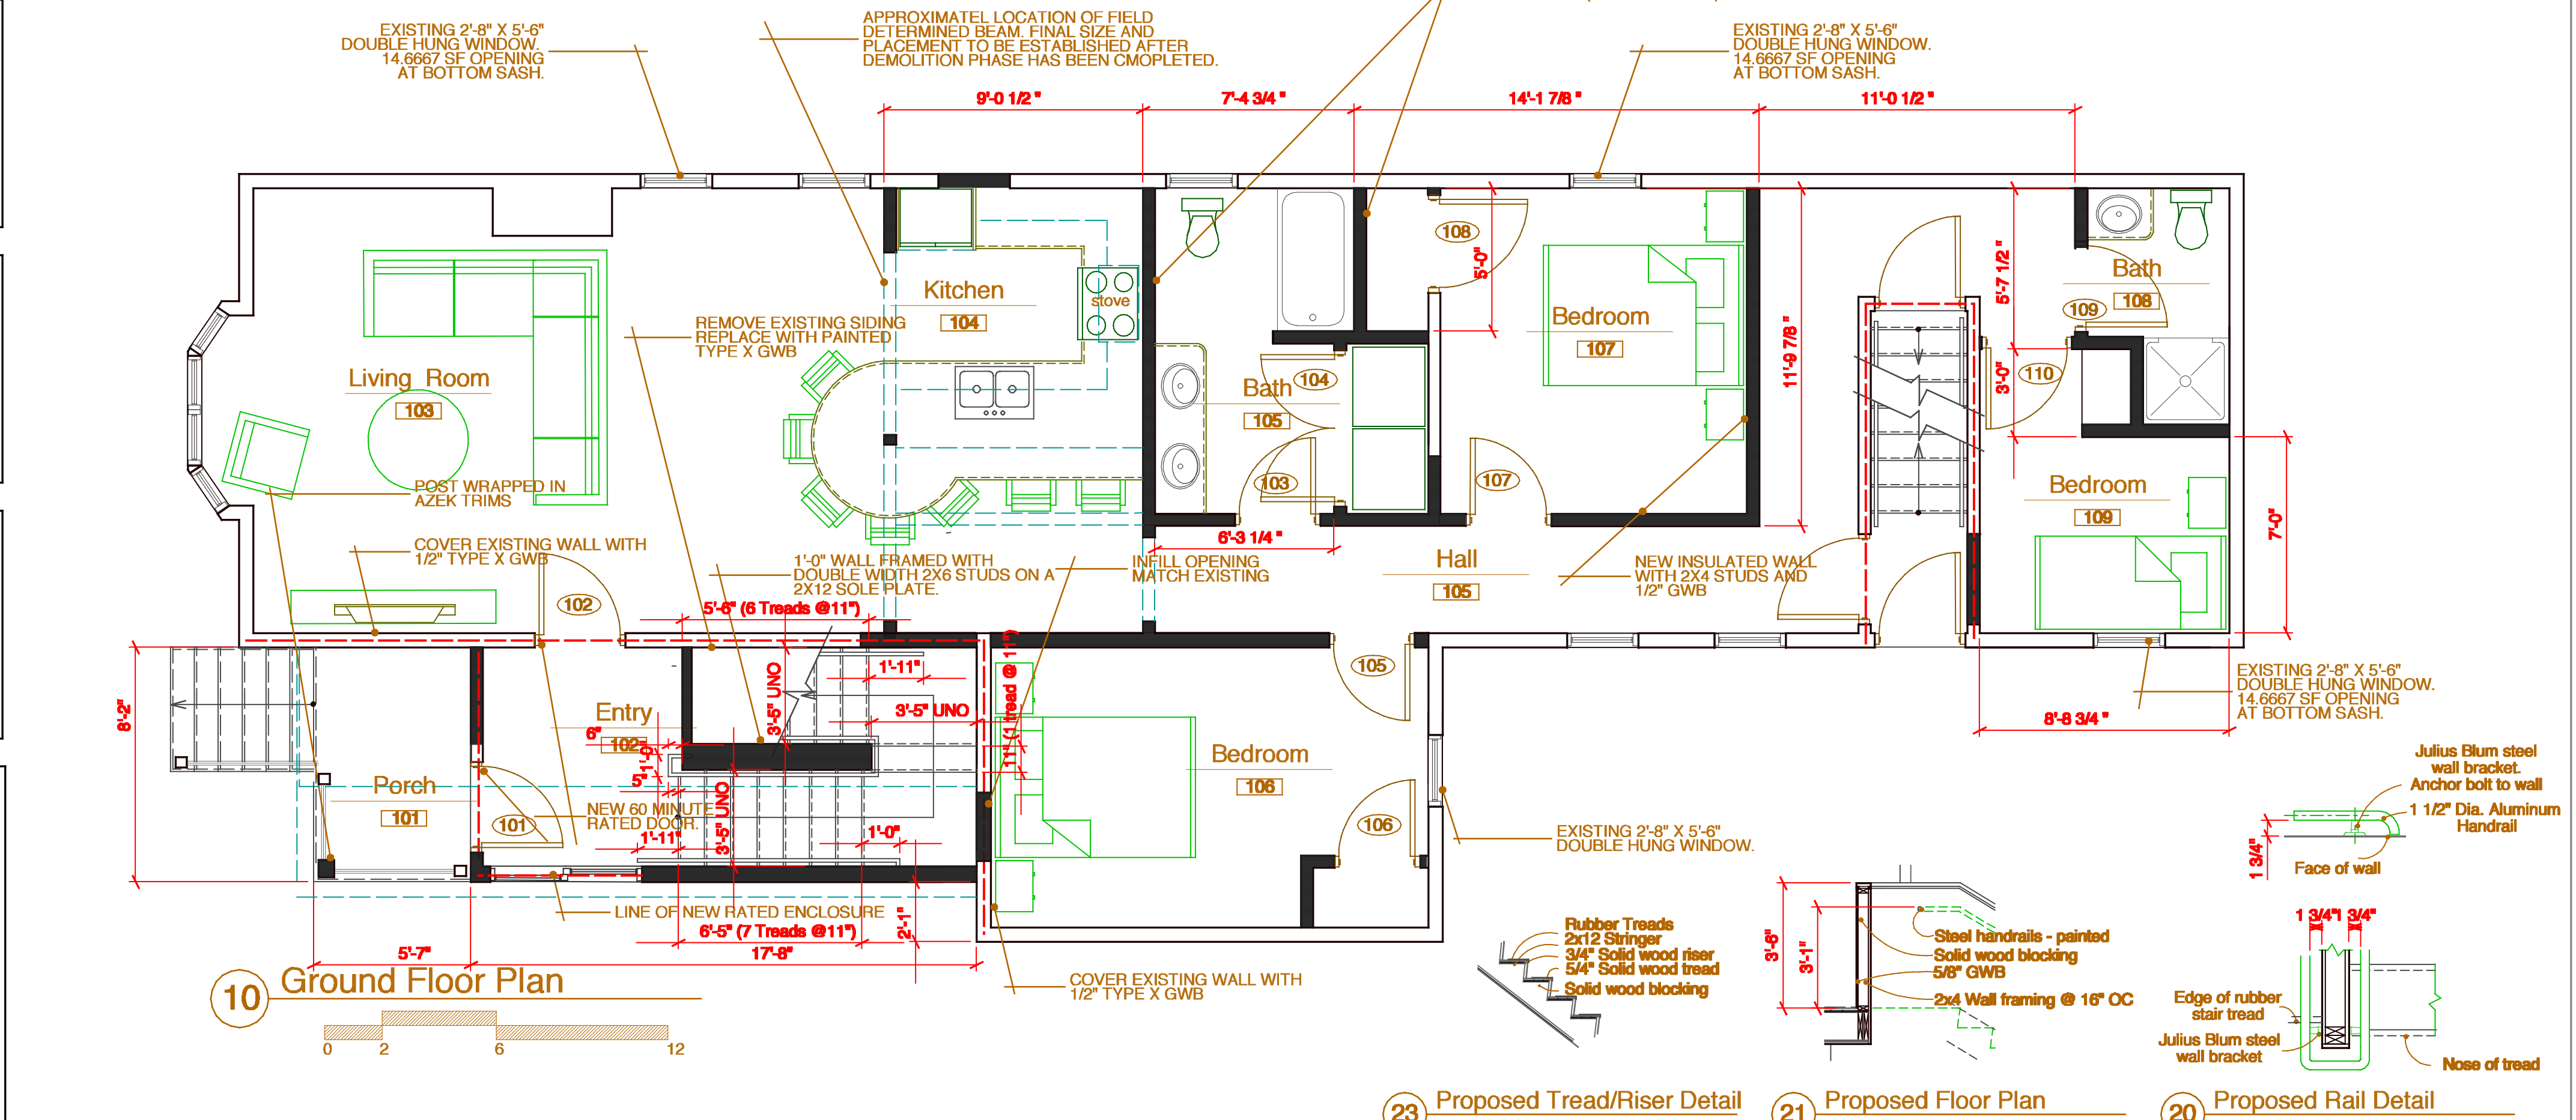 EXISTING 2'-8" X 5'-6"
DOUBLE HUNG WINDOW.
14.6667 SF OPENING
AT BOTTOM SASH.
APPROXIMATEL LOCATION OF FIELD
DETERMINED BEAM. FINAL SIZE AND
PLACEMENT TO BE ESTABLISHED AFTER
DEMOLITION PHASE HAS BEEN CMOPLETED.
EXISTING 2'-8" X 5'-6"
DOUBLE HUNG WINDOW.
14.6667 SF OPENING
AT BOTTOM SASH.
9'-0 1/2"
7'-4 3/4"
14'-1 7/8"
11'-0 1/2"
Kitchen
104
stove
REMOVE EXISTING SIDING
REPLACE WITH PAINTED
TYPE X GWB
Living Room
103
POST WRAPPED IN
AZEK TRIMS
COVER EXISTING WALL WITH
1/2" TYPE X GWB
102
1'-0" WALL FRAMED WITH
DOUBLE WIDTH 2X6 STUDS ON A
2X12 SOLE PLATE.
INFILL OPENING
MATCH EXISTING
Bath
105
104
103
6'-3 1/4"
108
5'-0"
Bedroom
107
107
11'-9 7/8"
Hall
105
NEW INSULATED WALL
WITH 2X4 STUDS AND
1/2" GWB
5'-7 1/2"
3'-0"
Bath
108
109
110
Bedroom
109
7'-0"
5'-6" (6 Treads @11")
1'-11"
3'-5" UNO
3'-5" UNO
11" (1 tread @ 11")
8'-2"
Entry
102
6"
1'-0"
5"
Porch
101
101
NEW 60 MINUTE
RATED DOOR.
1'-11"
3'-5" UNO
1'-0"
LINE OF NEW RATED ENCLOSURE
6'-5" (7 Treads @11")
2'-1"
5'-7"
17'-8"
105
Bedroom
106
106
EXISTING 2'-8" X 5'-6"
DOUBLE HUNG WINDOW.
COVER EXISTING WALL WITH
1/2" TYPE X GWB
EXISTING 2'-8" X 5'-6"
DOUBLE HUNG WINDOW.
14.6667 SF OPENING
AT BOTTOM SASH.
8'-8 3/4"
10
Ground Floor Plan
0 2 6 12
Rubber Treads
2x12 Stringer
3/4" Solid wood riser
5/4" Solid wood tread
Solid wood blocking
23
Proposed Tread/Riser Detail
3'-6"
3'-1"
Steel handrails - painted
Solid wood blocking
5/8" GWB
2x4 Wall framing @ 16" OC
21
Proposed Floor Plan
Julius Blum steel
wall bracket.
Anchor bolt to wall
1 1/2" Dia. Aluminum
Handrail
1 3/4"
Face of wall
1 3/4"
1 3/4"
Edge of rubber
stair tread
Julius Blum steel
wall bracket
Nose of tread
20
Proposed Rail Detail